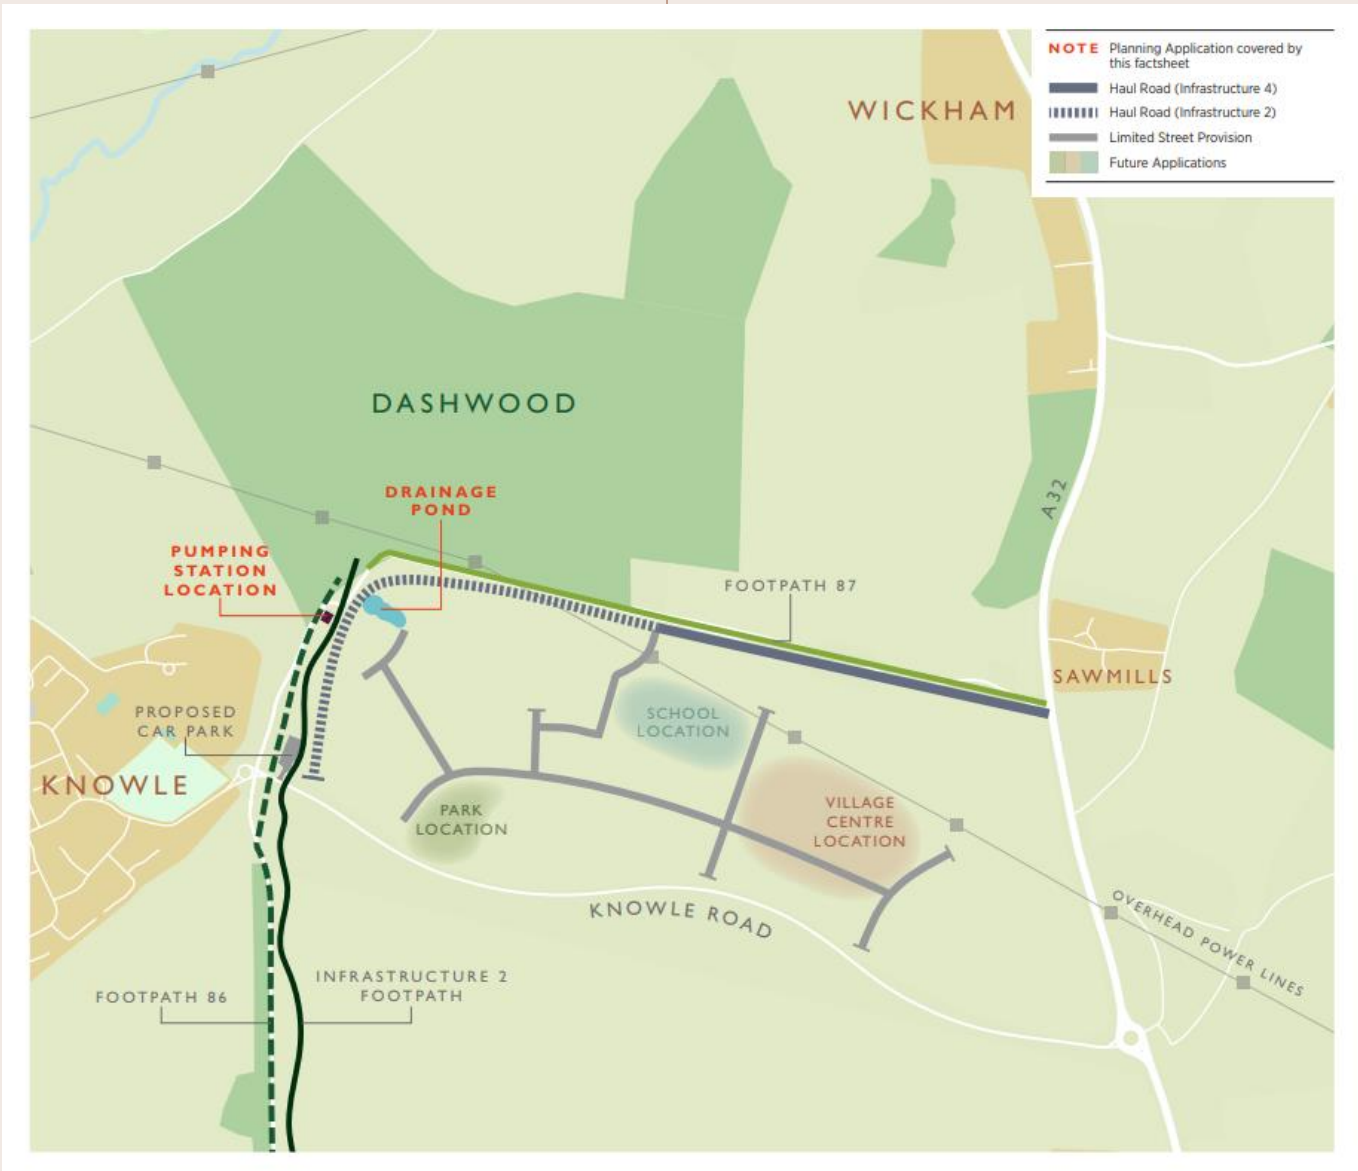 NOTE Planning Application covered by
this factsheet
Haul Road (Infrastructure 4)
Haul Road (Infrastructure 2)
Limited Street Provision
Future Applications
WICKHAM
DASHWOOD
DRAINAGE
POND
PUMPING
STATION
LOCATION
A32
FOOTPATH 87
SAWMILLS
PROPOSED
CAR PARK
SCHOOL
LOCATION
KNOWLE
PARK
LOCATION
VILLAGE
CENTRE
LOCATION
KNOWLE ROAD
OVERHEAD POWER LINES
INFRASTRUCTURE 2
FOOTPATH
FOOTPATH 86